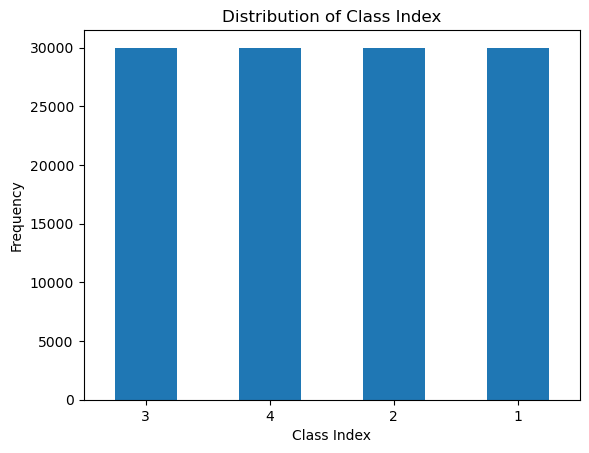 Distribution of Class Index
Frequency
30000
25000
20000
15000
10000
5000
0
3 4 2 1
Class Index